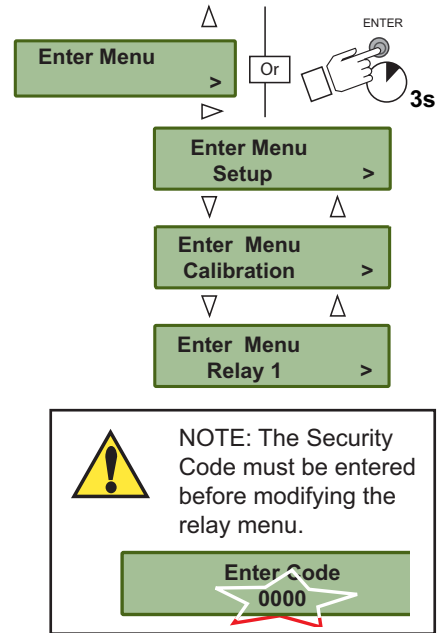 ENTER
Enter Menu
>
Or
3s
Enter Menu
Setup >
Enter Menu
Calibration >
Enter Menu
Relay 1 >
NOTE: The Security
Code must be entered
before modifying the
relay menu.
Enter Code
0000